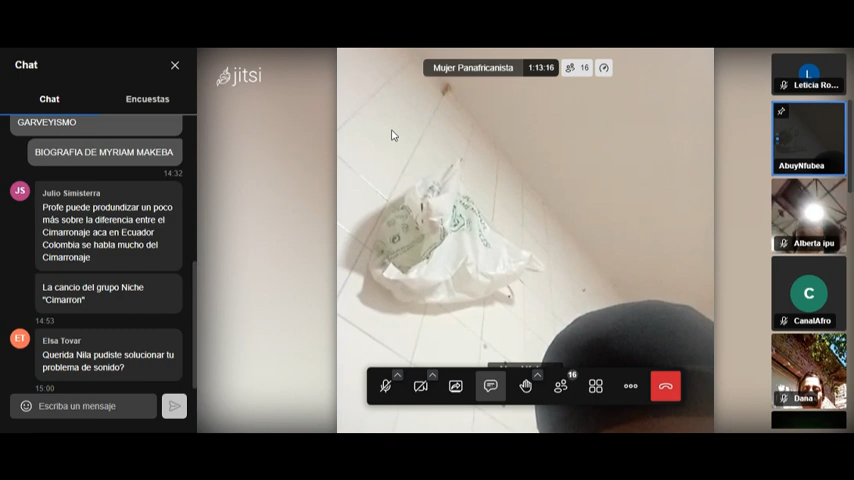 Chat
Chat
Encuestas
GARVEYISMO
BIOGRAFIA DE MYRIAM MAKEBA
14:32
JS
Julio Simisterra
Profe puede produndizar un poco
más sobre la diferencia entre el
Cimarronaje aca en Ecuador
Colombia se habla mucho del
Cimarronaje
La cancio del grupo Niche
"Cimarron"
14:53
ET
Elsa Tovar
Querida Nila pudiste solucionar tu
problema de sonido?
15:00
Escriba un mensaje
jitsi
Mujer Panafricanista
1:13:16
16
16
L
Leticia Ro...
AbuyNfubea
Alberta ipu
C
CanalAfro
Dana